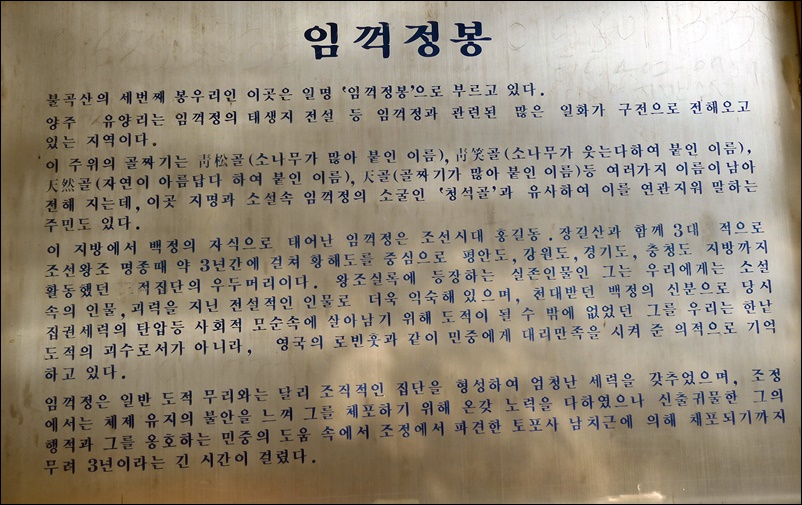 임꺽정봉
불곡산의 세번째 봉우리인 이곳은 일명 '임꺽정봉'으로 부르고 있다.
양주 유양리는 임꺽정의 태생지 전설 등 임꺽정과 관련된 많은 일화가 구전으로 전해오고
있는 지역이다.
이 주위의 골짜기는 靑松골(소나무가 많아 붙인 이름), 靑笑골(소나무가 웃는다하여 붙인 이름),
天然골(자연이 아름답다 하여 붙인 이름), 天골(골짜기가 많아 붙인 이름)등 여러가지 이름이남아
전해 지는데, 이곳 지명과 소설속 임꺽정의 소굴인 '청석골'과 유사하여 이를 연관지워 말하는
주민도 있다.
이 지방에서 백정의 자식으로 태어난 임꺽정은 조선시대 홍길동.장길산과 함께 3대 적으로
조선왕조 명종때 약 3년간에 걸쳐 황해도를 중심으로 평안도, 강원도, 경기도, 충청도 지방까지
활동했던 적집단의 우두머리이다. 왕조실록에 등장하는 실존인물인 그는 우리에게는 소설
속의 인물, 괴력을 지닌 전설적인 인물로 더욱 익숙해 있으며, 천대받던 백정의 신분으로 당시
집권세력의 탄압등 사회적 모순속에 살아남기 위해 도적이 될 수 밖에 없었던 그를 우리는 한낱
도적의 괴수로서가 아니라, 영국의 로빈훗과 같이 민중에게 대리만족을 시켜 준 의적으로 기억
하고 있다.
임꺽정은 일반 도적 무리와는 달리 조직적인 집단을 형성하여 엄청난 세력을 갖추었으며, 조정
에서는 체제 유지의 불안을 느껴 그를 체포하기 위해 온갖 노력을 다하였으나 신출귀몰한 그의
행적과 그를 옹호하는 민중의 도움 속에서 조정에서 파견한 토포사 남치근에 의해 체포되기까지
무려 3년이라는 긴 시간이 걸렸다.